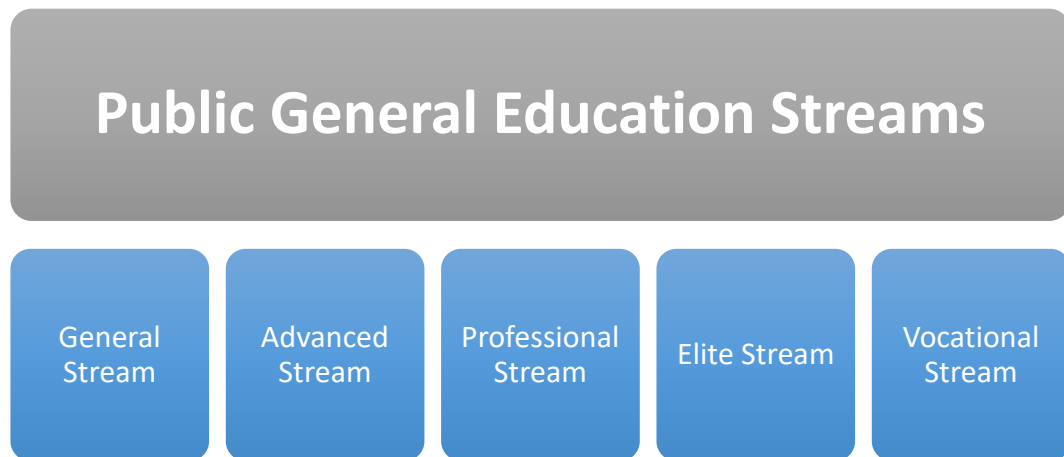 Public General Education Streams
General
Stream
Advanced
Stream
Professional
Stream
Elite Stream
Vocational
Stream